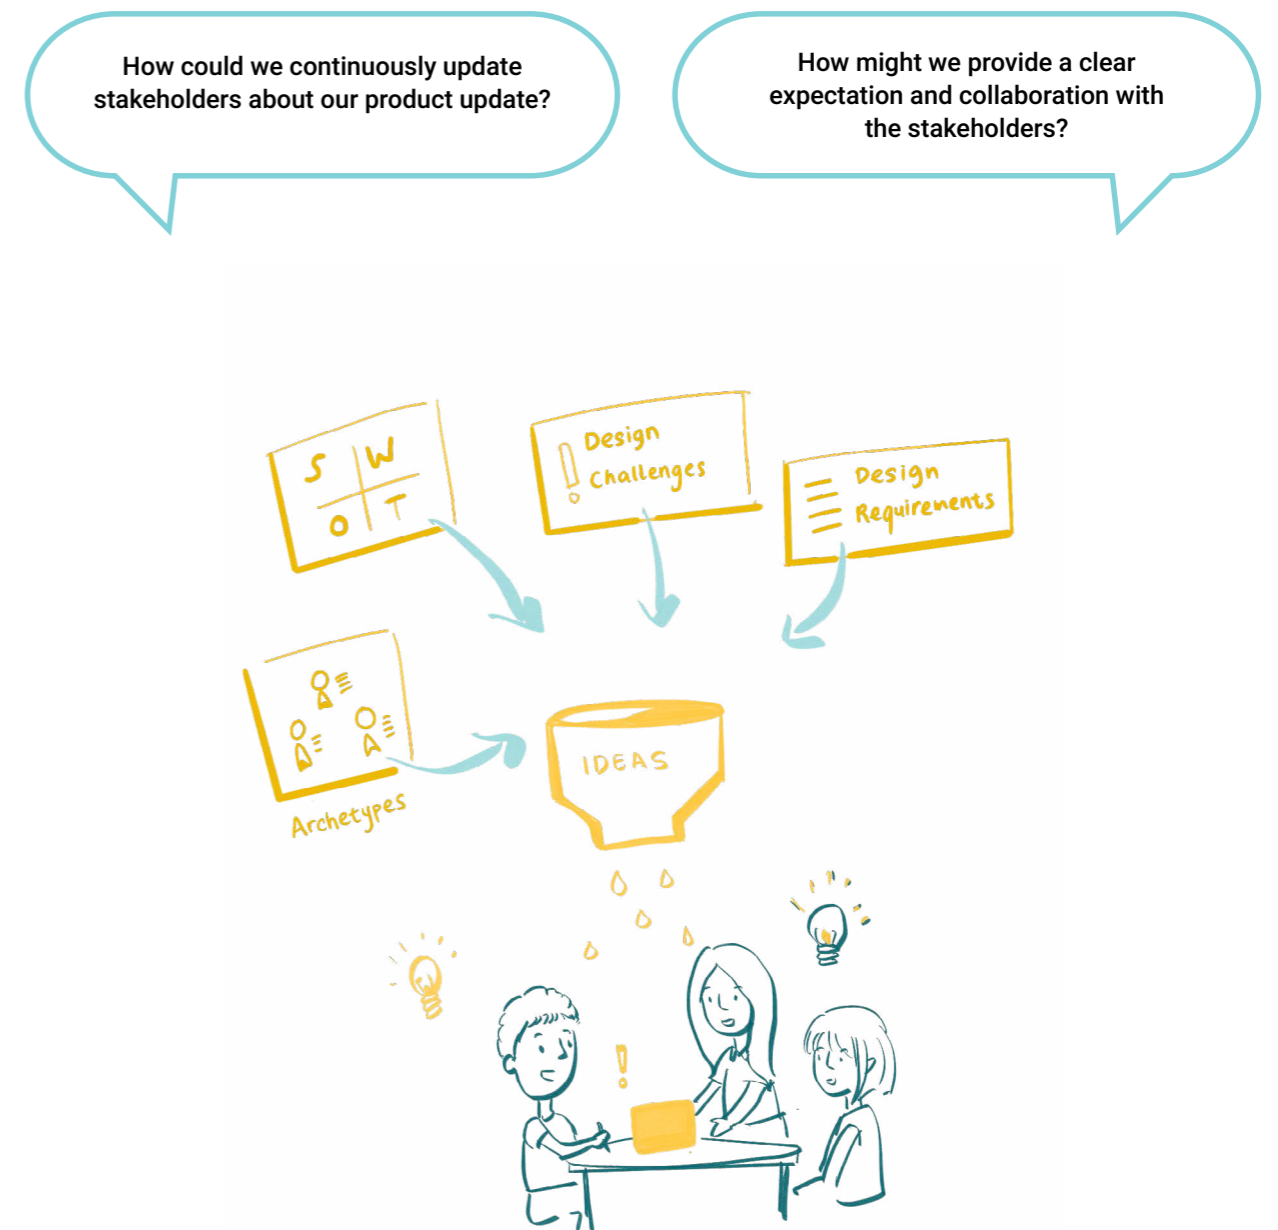 How could we continuously update
stakeholders about our product update?
How might we provide a clear
expectation and collaboration with
the stakeholders?
S W
O T
Design
Challenges
Design
Requirements
Archetypes
IDEAS